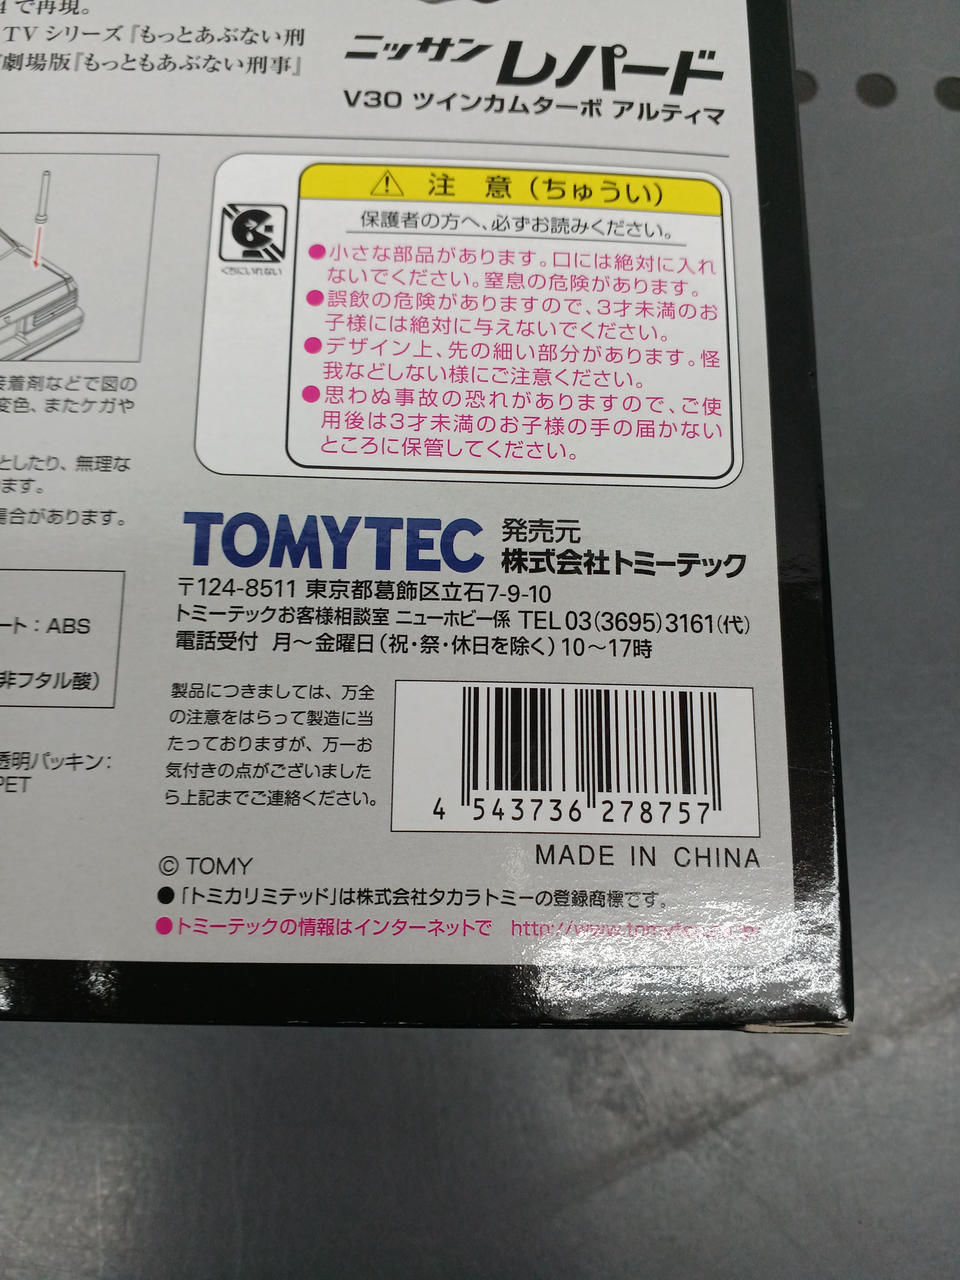 4で再現。
TVシリーズ『もっとあぶない刑
劇場版『もっともあぶない刑事』
ニッサン レパード
V30 ツインカムターボ アルティマ
⚠ 注 意 (ちゅうい)
保護者の方へ、必ずお読みください。
くちにいれない
●小さな部品があります。口には絶対に入れ
ないでください。窒息の危険があります。
●誤飲の危険がありますので、3才未満のお
子様には絶対に与えないでください。
●デザイン上、先の細い部分があります。怪
我などしない様にご注意ください。
●思わぬ事故の恐れがありますので、ご使
用後は3才未満のお子様の手の届かない
ところに保管してください。
接着剤などで図の
変色、またケガや
としたり、無理な
ます。
場合があります。
ート：ABS
非フタル酸）
透明パッキン：
PET
TOMYTEC 発売元
株式会社トミーテック
〒124-8511 東京都葛飾区立石7-9-10
トミーテックお客様相談室 ニューホビー係 TEL 03(3695)3161(代)
電話受付 月〜金曜日(祝・祭・休日を除く)10〜17時
製品につきましては、万全
の注意をはらって製造に当
たっておりますが、万一お
気付きの点がございました
ら上記までご連絡ください。
4 543736 278757
MADE IN CHINA
© TOMY
●「トミカリミテッド」は株式会社タカラトミーの登録商標です。
●トミーテックの情報はインターネットで